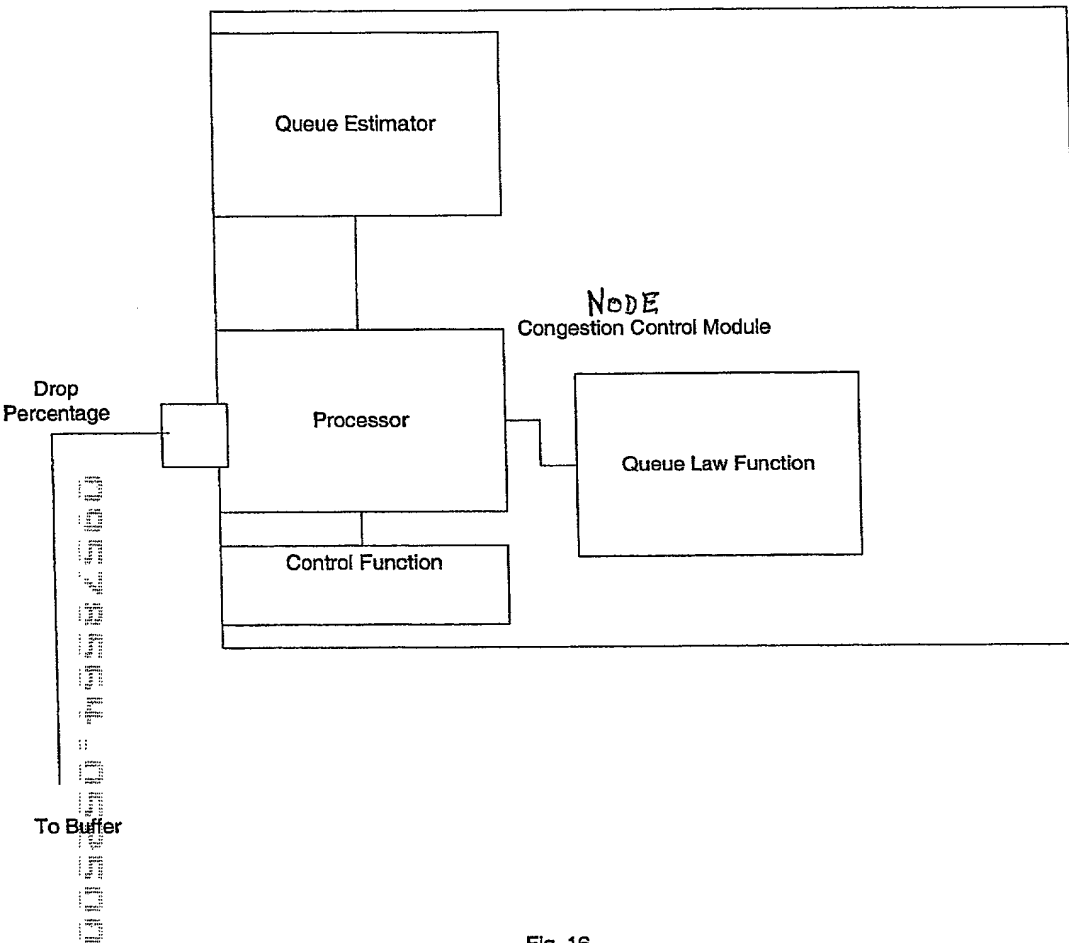 Queue Estimator
NODE
Congestion Control Module
Drop
Percentage
Processor
Queue Law Function
Control Function
To Buffer
Fig. 16